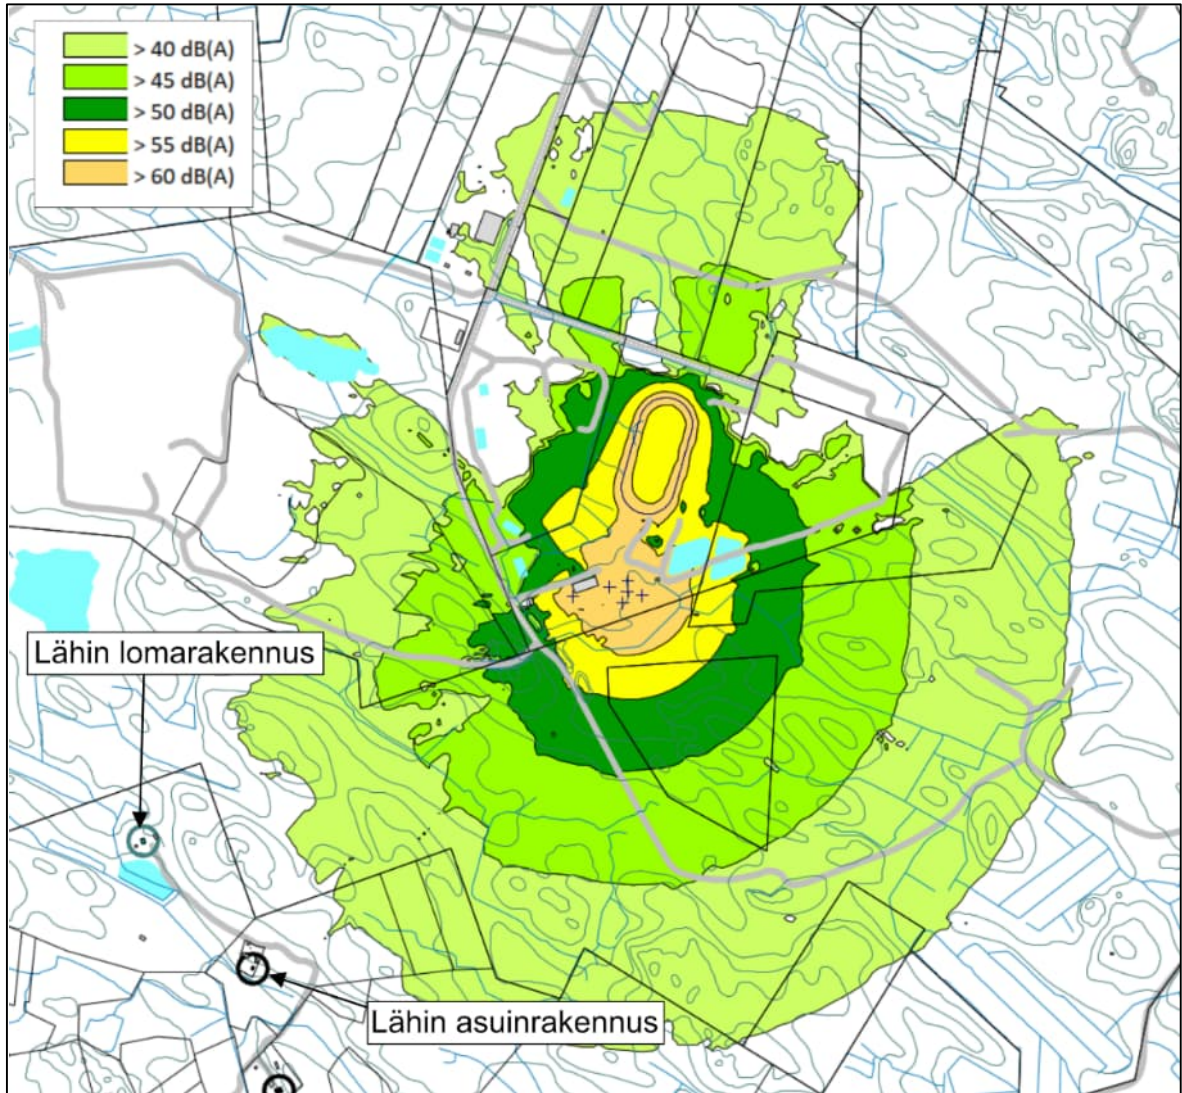 > 40 dB(A)
> 45 dB(A)
> 50 dB(A)
> 55 dB(A)
> 60 dB(A)
Lähin lomarakennus
Lähin asuinrakennus